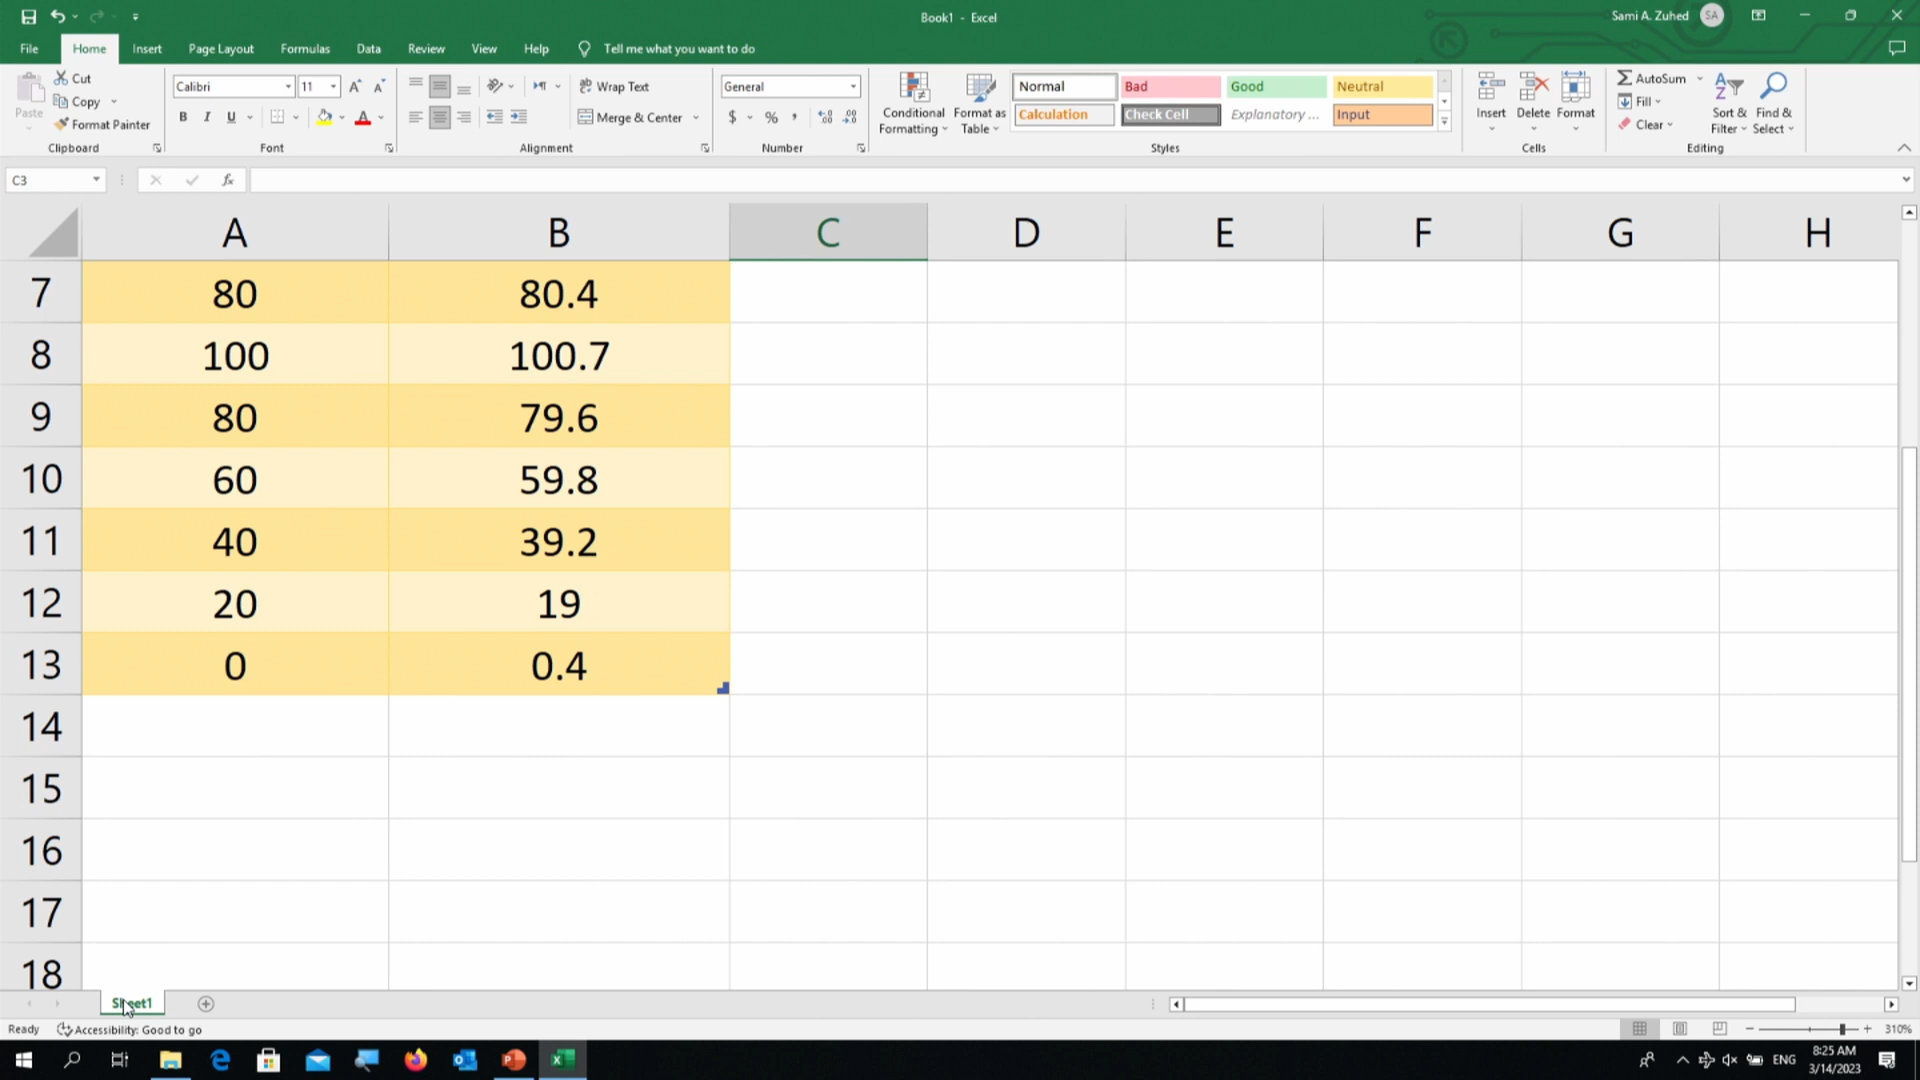 Book1 - Excel
Sami A. Zuhed SA
File Home Insert Page Layout Formulas Data Review View Help Tell me what you want to do
Paste
Cut
Copy
Format Painter
Clipboard
Calibri 11
B I U
Font
Wrap Text
Merge & Center
Alignment
General
$ % ,
Number
Conditional Formatting
Format as Table
Normal Bad Good Neutral
Calculation Check Cell Explanatory ... Input
Styles
Insert Delete Format
Cells
AutoSum
Fill
Clear
Sort & Filter
Find & Select
Editing
C3 fx
A B C D E F G H
7 80 80.4
8 100 100.7
9 80 79.6
10 60 59.8
11 40 39.2
12 20 19
13 0 0.4
14
15
16
17
18
Sheet1
Ready Accessibility: Good to go 310%
ENG
8:25 AM
3/14/2023